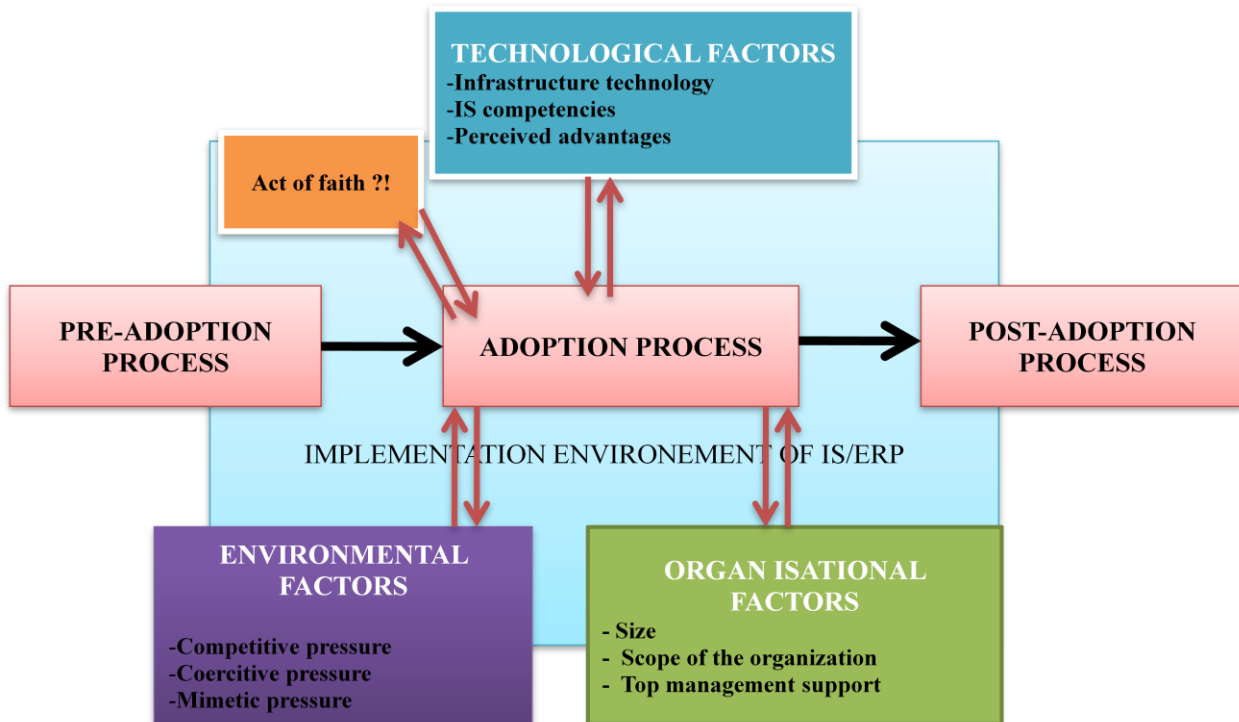 TECHNOLOGICAL FACTORS
-Infrastructure technology
-IS competencies
-Perceived advantages
Act of faith ?!
PRE-ADOPTION
PROCESS
ADOPTION PROCESS
POST-ADOPTION
PROCESS
IMPLEMENTATION ENVIRONEMENT OF IS/ERP
ENVIRONMENTAL
FACTORS
-Competitive pressure
-Coercitive pressure
-Mimetic pressure
ORGAN ISATIONAL
FACTORS
- Size
- Scope of the organization
- Top management support